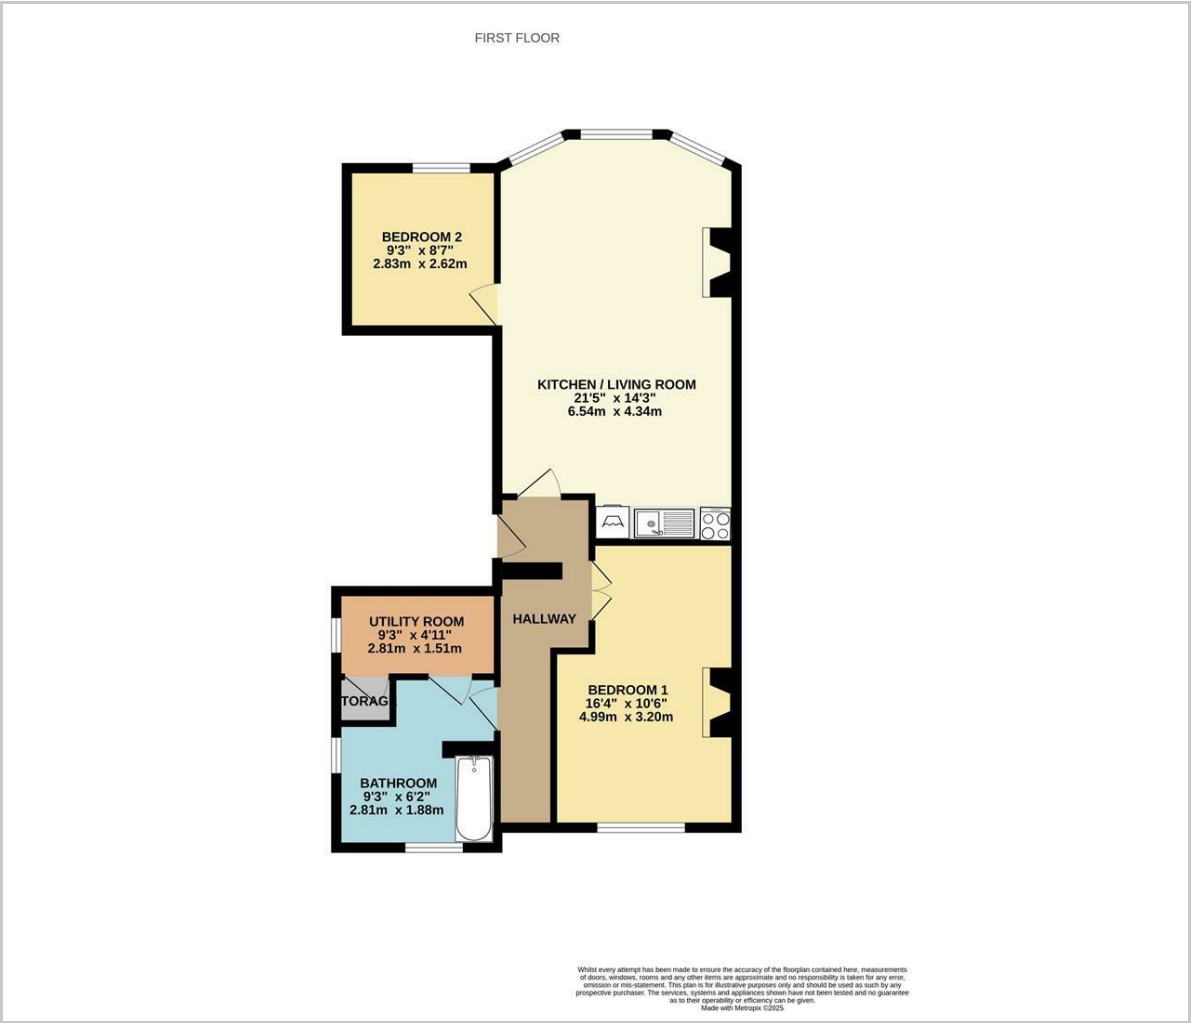 FIRST FLOOR
BEDROOM 2
9'3" x 8'7"
2.83m x 2.62m
KITCHEN / LIVING ROOM
21'5" x 14'3"
6.54m x 4.34m
UTILITY ROOM
9'3" x 4'11"
2.81m x 1.51m
HALLWAY
TORAG
BEDROOM 1
16'4" x 10'6"
4.99m x 3.20m
BATHROOM
9'3" x 6'2"
2.81m x 1.88m
Whilst every attempt has been made to ensure the accuracy of the floorplan contained here, measurements
of doors, windows, rooms and any other items are approximate and no responsibility is taken for any error,
omission or mis-statement. This plan is for illustrative purposes only and should be used as such by any
prospective purchaser. The services, systems and appliances shown have not been tested and no guarantee
as to their operability or efficiency can be given.
Made with Metropix ©2025